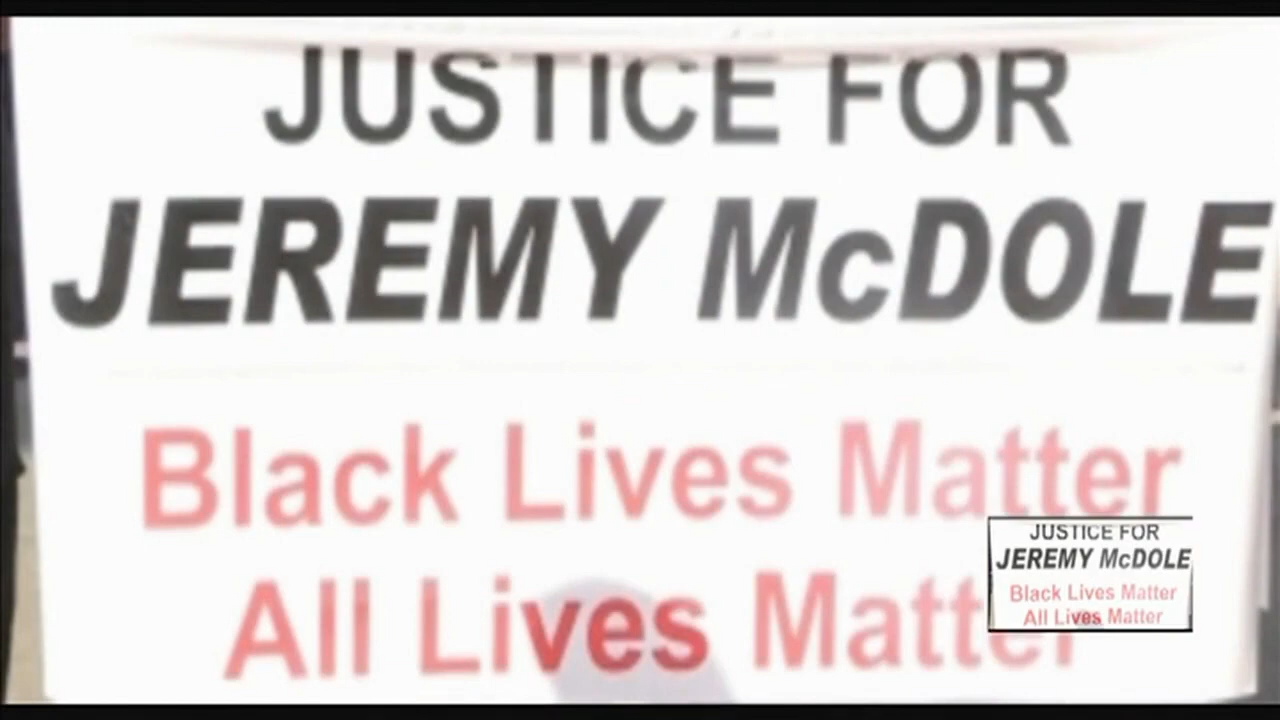 JUSTICE FOR
JEREMY McDOLE
Black Lives Matter
All Lives Matter
JUSTICE FOR
JEREMY McDOLE
Black Lives Matter
All Lives Matter